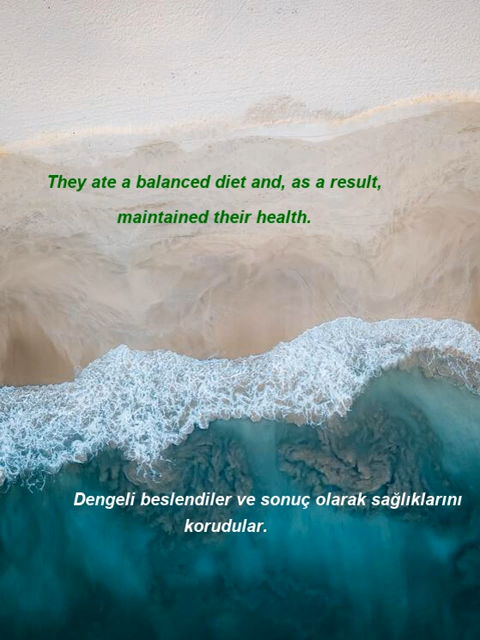 They ate a balanced diet and, as a result,
maintained their health.
Dengeli beslendiler ve sonuç olarak sağlıklarını
korudular.